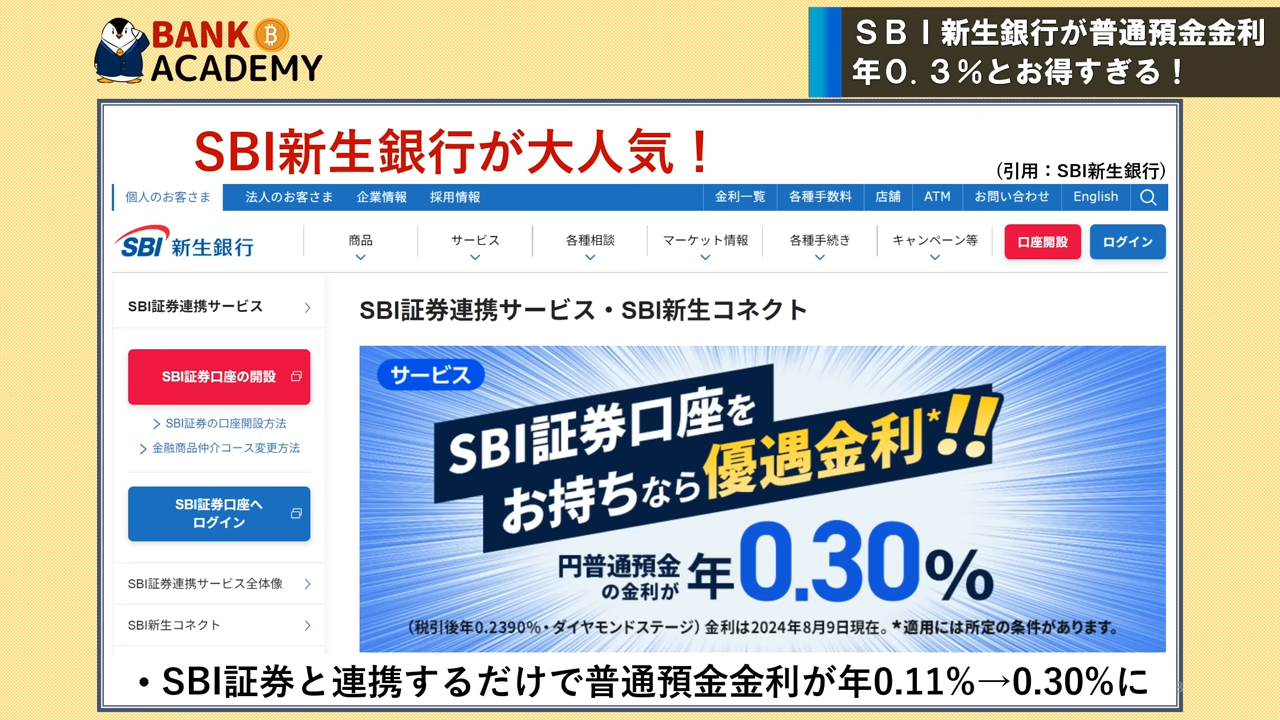 BANK
ACADEMY
ＳＢＩ新生銀行が普通預金金利
年０.３％とお得すぎる！
SBI新生銀行が大人気！
(引用：SBI新生銀行)
個人のお客さま 法人のお客さま 企業情報 採用情報 金利一覧 各種手数料 店舗 ATM お問い合わせ English
SBI 新生銀行 商品 サービス 各種相談 マーケット情報 各種手続き キャンペーン等 口座開設 ログイン
SBI証券連携サービス
SBI証券口座の開設
SBI証券の口座開設方法
金融商品仲介コース変更方法
SBI証券口座へ
ログイン
SBI証券連携サービス全体像
SBI新生コネクト
SBI証券連携サービス・SBI新生コネクト
サービス
SBI証券口座を
お持ちなら優遇金利*!!
円普通預金
の金利が 年0.30%
（税引後年0.2390%・ダイヤモンドステージ）金利は2024年8月9日現在。*適用には所定の条件があります。
・SBI証券と連携するだけで普通預金金利が年0.11%→0.30%に